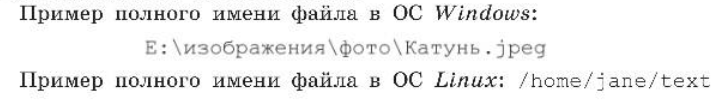 Пример полного имени файла в ОС Windows:
E:\изображения\фото\Катунь.jpeg
Пример полного имени файла в ОС Linux: /home/jane/text